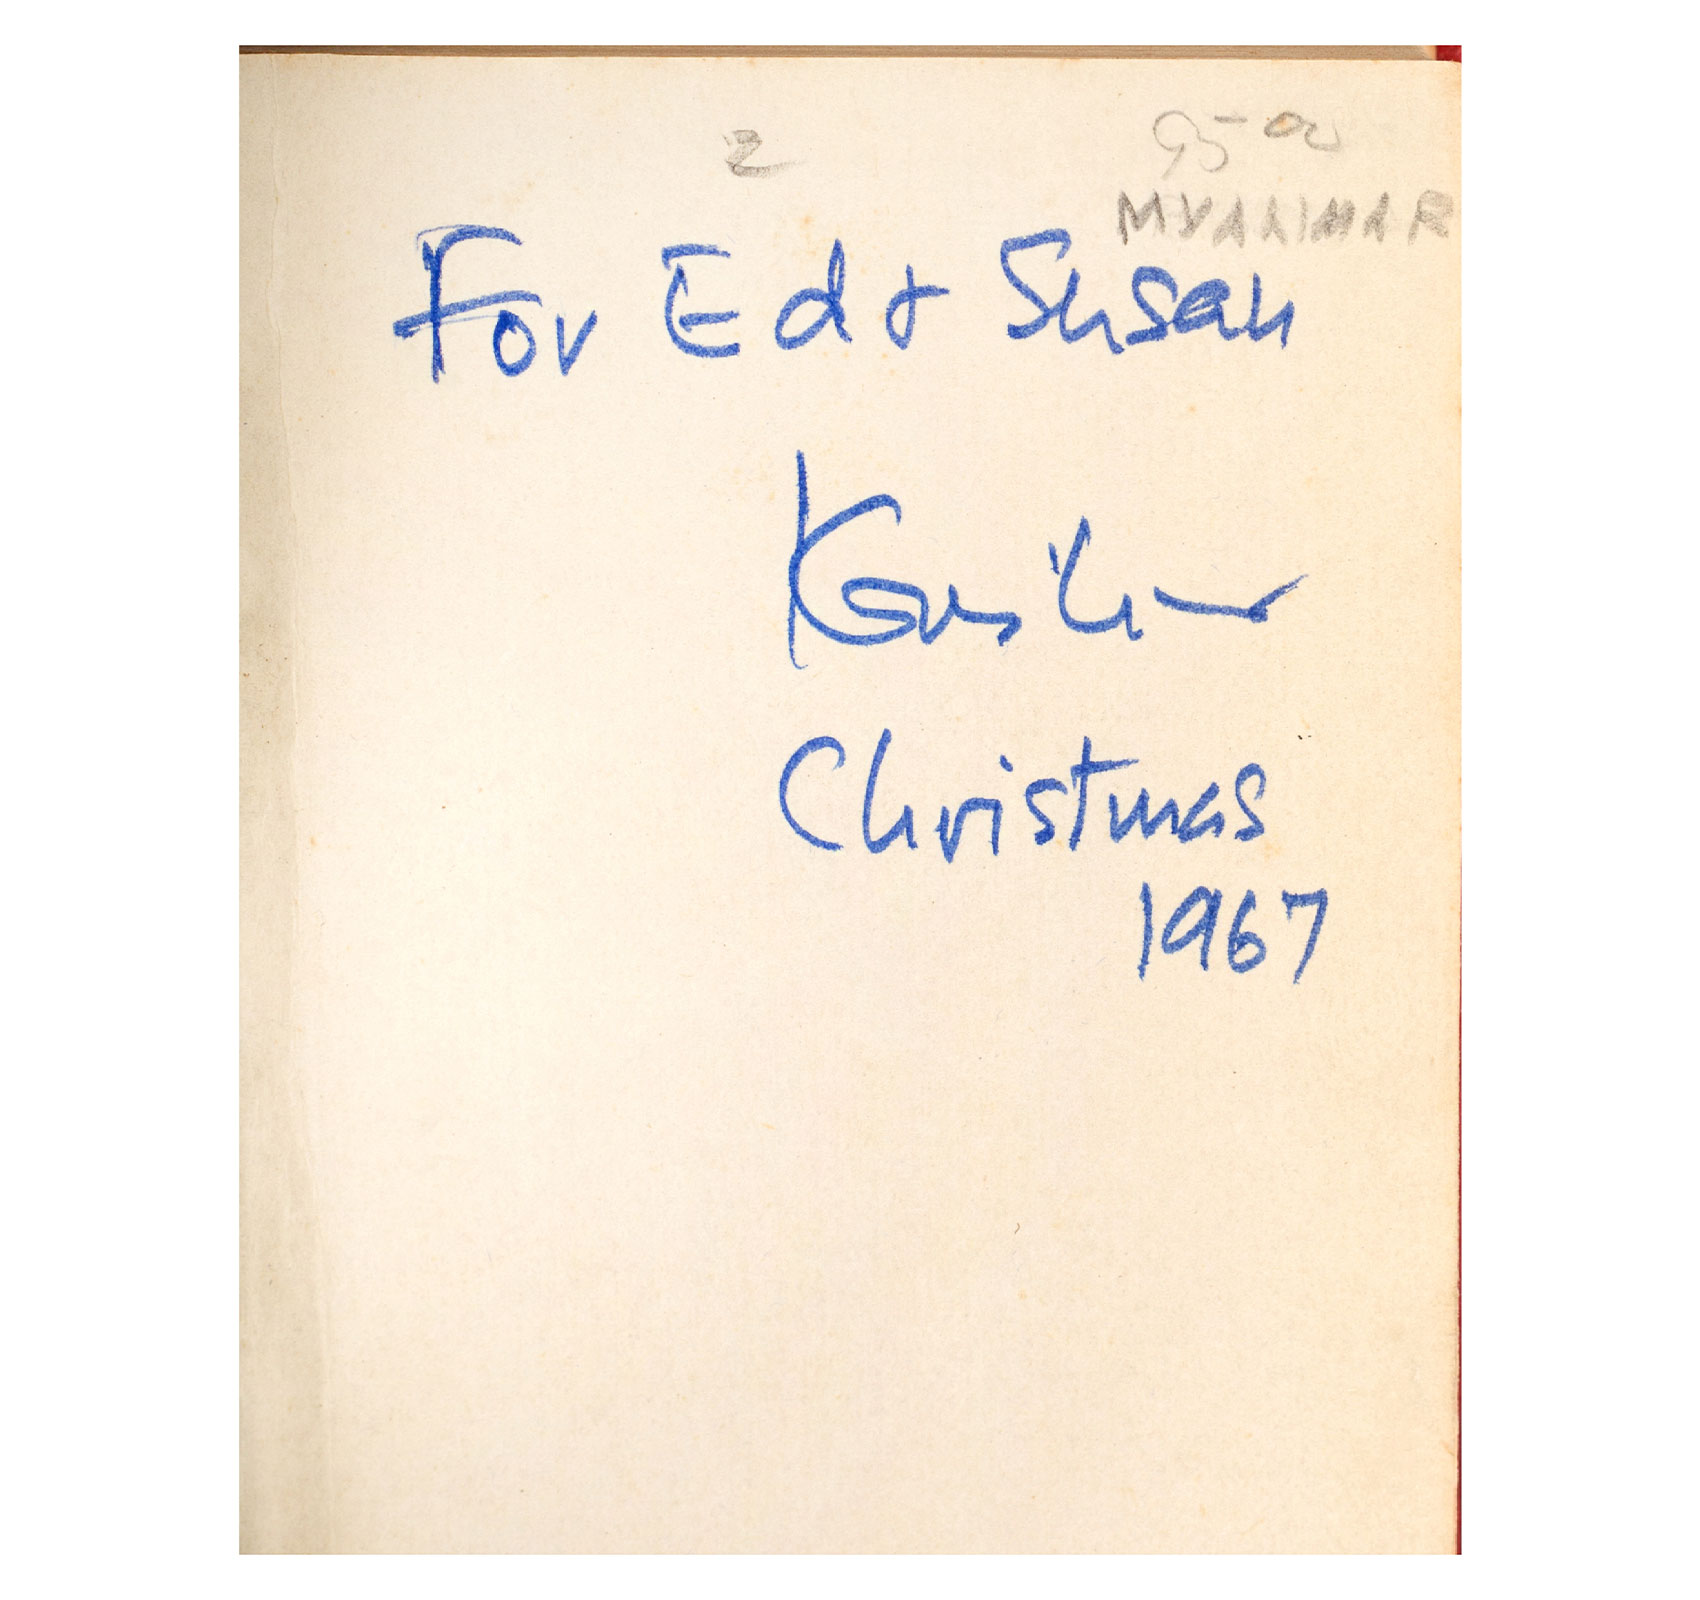 2
95-00
MYANMAR
For Ed + Susan
Christmas
1967